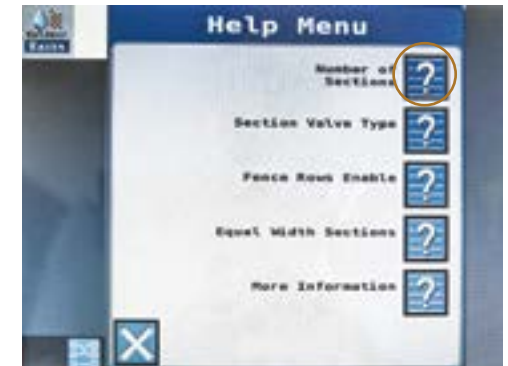 Help Menu
Number of
Sections
?
Section Valve Type
?
Fence Rows Enable
?
Equal Width Sections
?
More Information
?
X